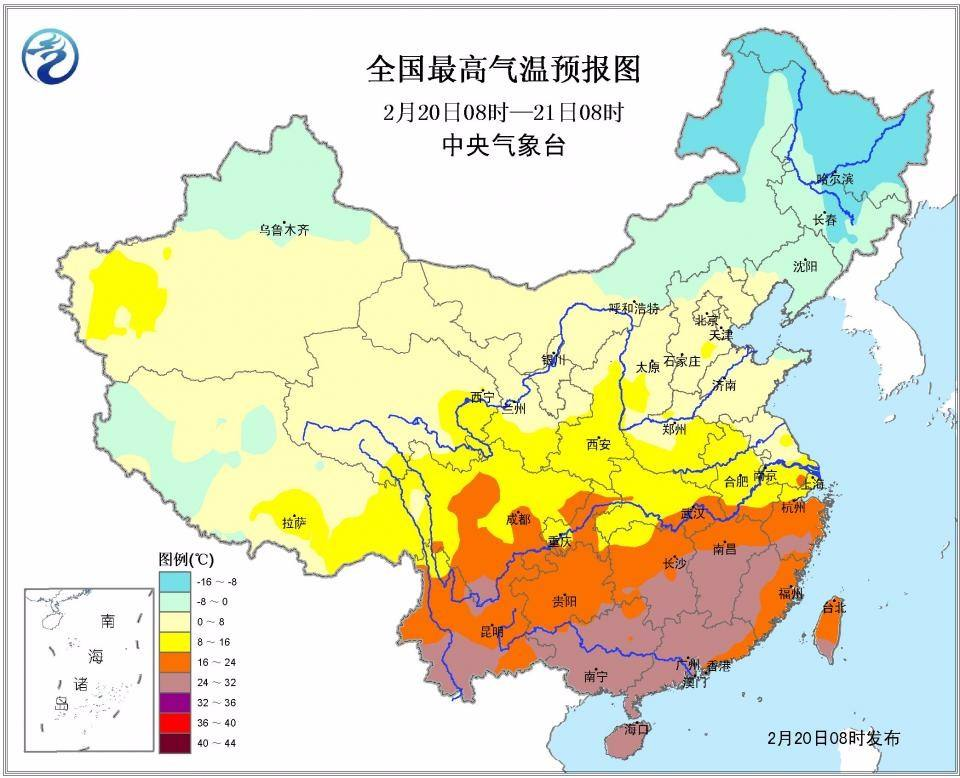 全国最高气温预报图
2月20日08时—21日08时
中央气象台
哈尔滨
长春
乌鲁木齐
沈阳
呼和浩特
北京
天津
银川
太原
石家庄
济南
西宁
兰州
郑州
西安
合肥
南京
上海
拉萨
成都
武汉
杭州
重庆
南昌
长沙
贵阳
福州
台北
昆明
广州
香港
澳门
南宁
海口
图例(℃)
-16 ~ -8
-8 ~ 0
0 ~ 8
8 ~ 16
16 ~ 24
24 ~ 32
32 ~ 36
36 ~ 40
40 ~ 44
南
海
诸
岛
2月20日08时发布